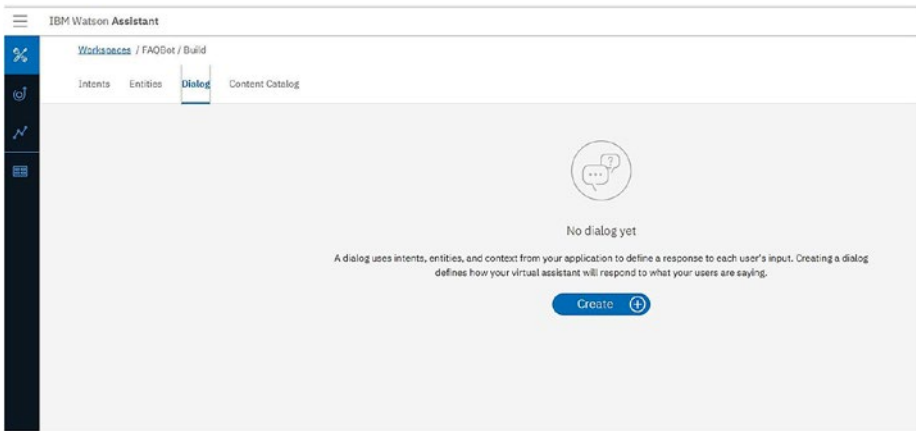 IBM Watson Assistant
Workspaces / FAQBot / Build
Intents Entities Dialog Content Catalog
?
...
No dialog yet
A dialog uses intents, entities, and context from your application to define a response to each user's input. Creating a dialog
defines how your virtual assistant will respond to what your users are saying.
Create